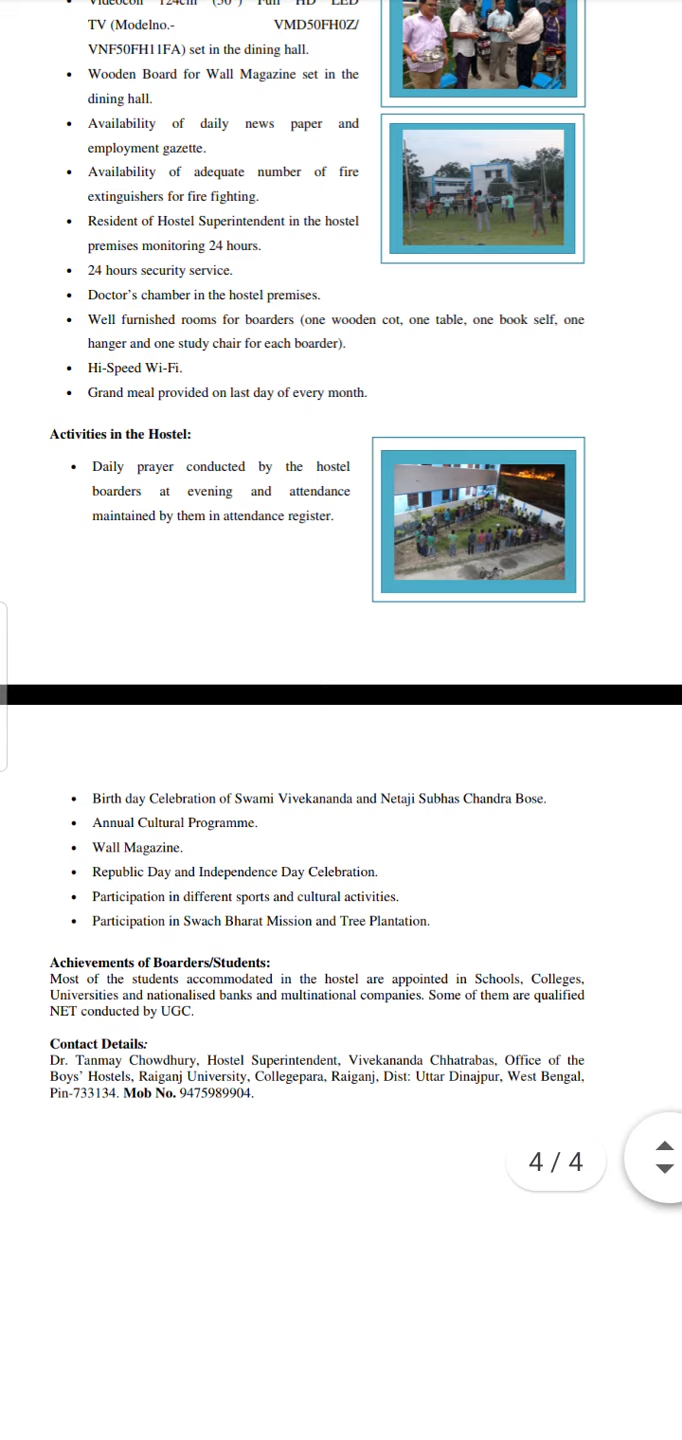 • Videocon 124cm (50") Full HD LED
TV (Modelno.- VMD50FH0Z/
VNF50FH11FA) set in the dining hall.
• Wooden Board for Wall Magazine set in the
dining hall.
• Availability of daily news paper and
employment gazette.
• Availability of adequate number of fire
extinguishers for fire fighting.
• Resident of Hostel Superintendent in the hostel
premises monitoring 24 hours.
• 24 hours security service.
• Doctor’s chamber in the hostel premises.
• Well furnished rooms for boarders (one wooden cot, one table, one book self, one
hanger and one study chair for each boarder).
• Hi-Speed Wi-Fi.
• Grand meal provided on last day of every month.
Activities in the Hostel:
• Daily prayer conducted by the hostel
boarders at evening and attendance
maintained by them in attendance register.
• Birth day Celebration of Swami Vivekananda and Netaji Subhas Chandra Bose.
• Annual Cultural Programme.
• Wall Magazine.
• Republic Day and Independence Day Celebration.
• Participation in different sports and cultural activities.
• Participation in Swach Bharat Mission and Tree Plantation.
Achievements of Boarders/Students:
Most of the students accommodated in the hostel are appointed in Schools, Colleges,
Universities and nationalised banks and multinational companies. Some of them are qualified
NET conducted by UGC.
Contact Details:
Dr. Tanmay Chowdhury, Hostel Superintendent, Vivekananda Chhatrabas, Office of the
Boys’ Hostels, Raiganj University, Collegepara, Raiganj, Dist: Uttar Dinajpur, West Bengal,
Pin-733134. Mob No. 9475989904.
4 / 4